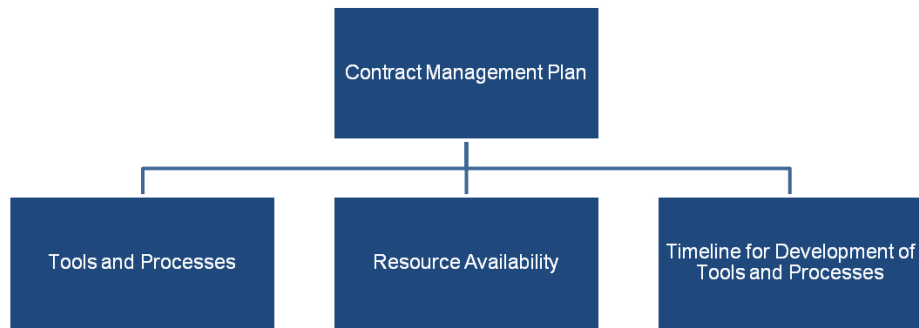 Contract Management Plan
Tools and Processes
Resource Availability
Timeline for Development of
Tools and Processes